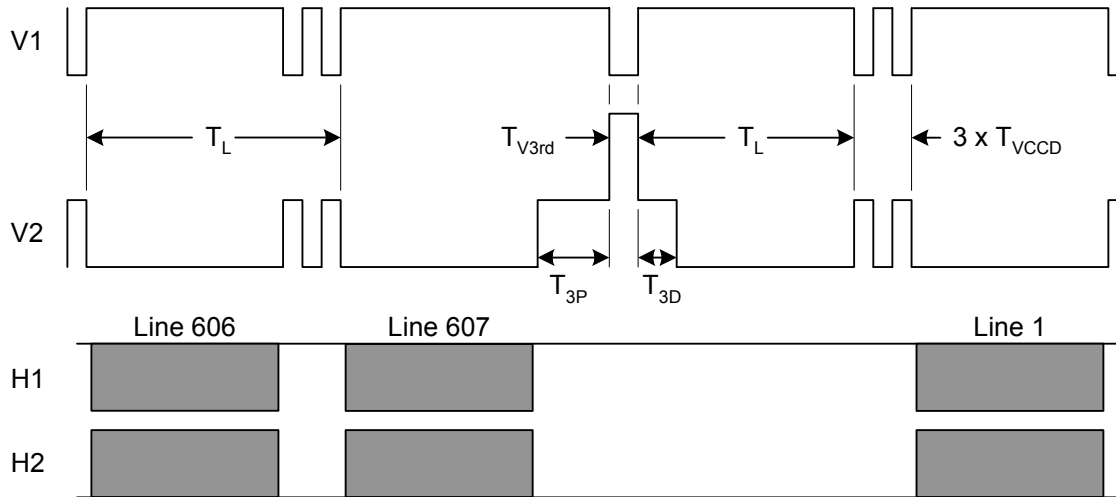 V1
T_L
T_V3rd
T_L
3 x T_VCCD
V2
T_3P
T_3D
Line 606
Line 607
Line 1
H1
H2